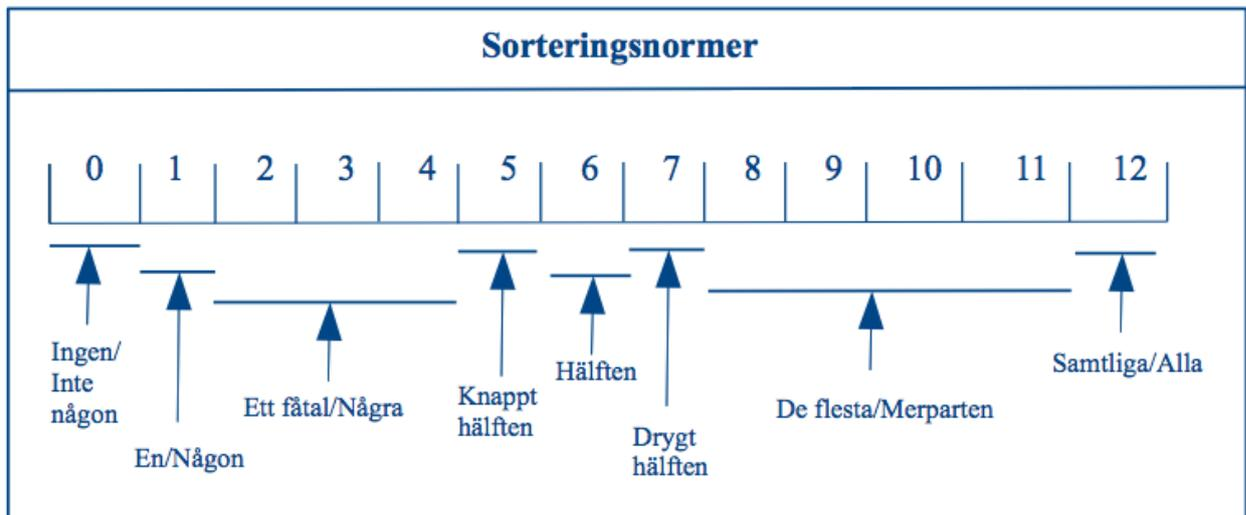 Sorteringsnormer
0 1 2 3 4 5 6 7 8 9 10 11 12
Ingen/
Inte
någon
En/Någon
Ett fåtal/Några
Knappt
hälften
Hälften
Drygt
hälften
De flesta/Merparten
Samtliga/Alla